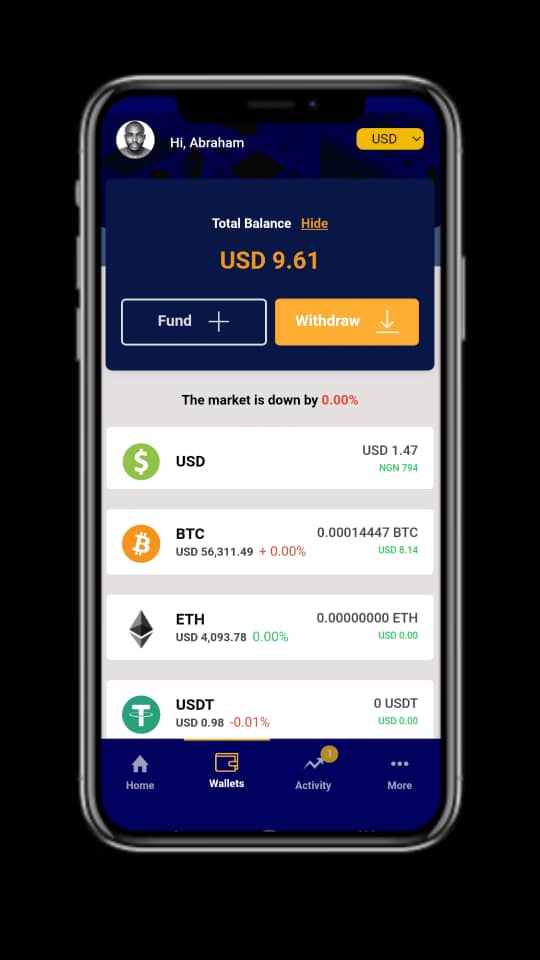 Hi, Abraham
USD
Total Balance Hide
USD 9.61
Fund
Withdraw
The market is down by 0.00%
USD
USD 1.47
NGN 794
BTC
0.00014447 BTC
USD 56,311.49 + 0.00%
USD 8.14
ETH
0.00000000 ETH
USD 4,093.78 0.00%
USD 0.00
USDT
0 USDT
USD 0.98 -0.01%
USD 0.00
1
Home
Wallets
Activity
More